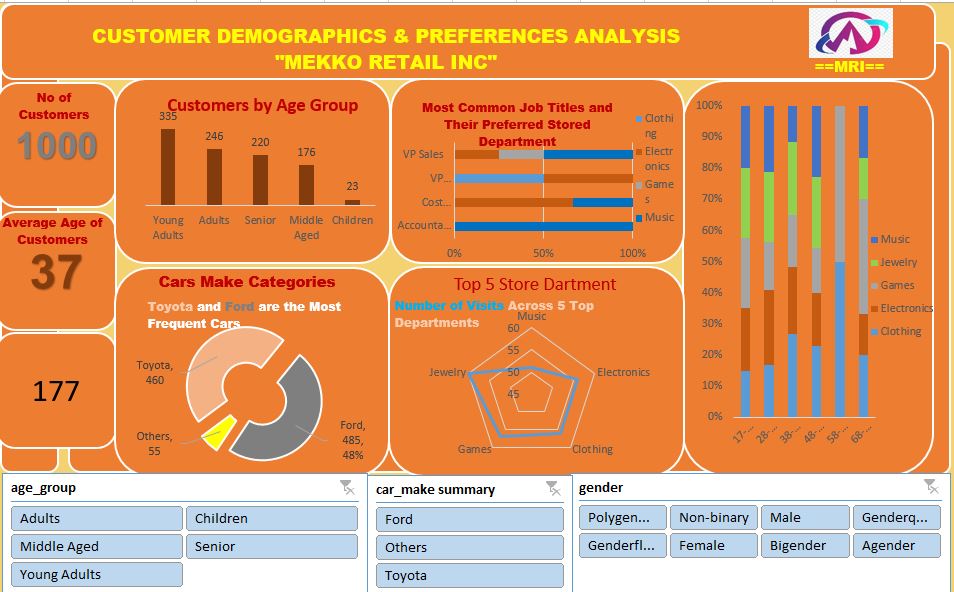 CUSTOMER DEMOGRAPHICS & PREFERENCES ANALYSIS
"MEKKO RETAIL INC"
==MRI==
No of
Customers
1000
Average Age of
Customers
37
177
Customers by Age Group
335
246
220
176
23
Young
Adults
Adults
Senior
Middle
Aged
Children
Most Common Job Titles and
Their Preferred Stored
Department
VP Sales
VP...
Cost...
Accounta...
0%
50%
100%
Clothi
ng
Electr
onics
Game
s
Music
Cars Make Categories
Toyota and Ford are the Most
Frequent Cars
Toyota,
460
Others,
55
Ford,
485,
48%
Top 5 Store Dartment
Number of Visits Across 5 Top
Departments
Music
60
55
50
45
Jewelry
Electronics
Games
Clothing
100%
90%
80%
70%
60%
50%
40%
30%
20%
10%
0%
17-...
28-...
38-...
48-...
58-...
68-...
Music
Jewelry
Games
Electronics
Clothing
age_group
Adults
Children
Middle Aged
Senior
Young Adults
car_make summary
Ford
Others
Toyota
gender
Polygen...
Non-binary
Male
Genderq...
Genderfl...
Female
Bigender
Agender